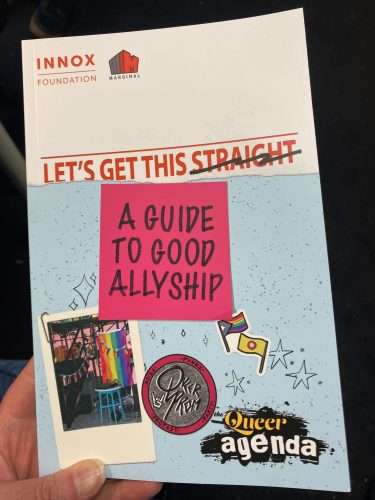 INNOX
FOUNDATION
MARGINAL
LET'S GET THIS STRAIGHT
A GUIDE
TO GOOD
ALLYSHIP
the Queer
agenda